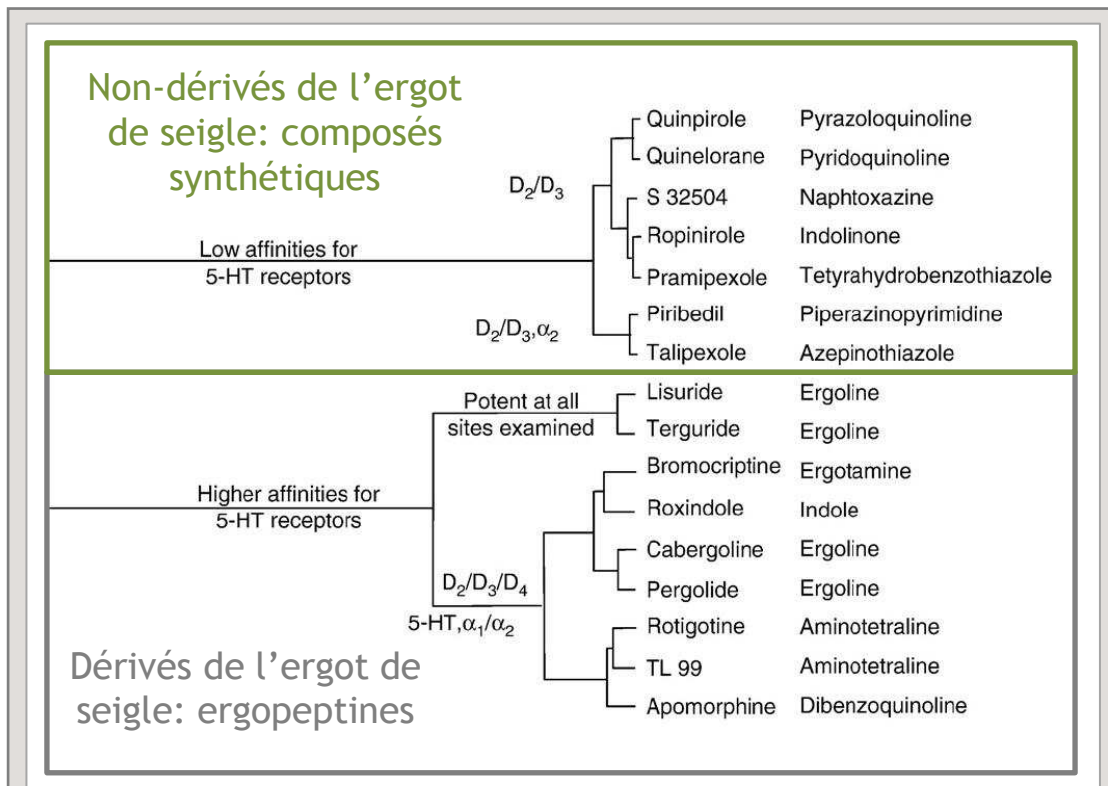 Non-dérivés de l'ergot
de seigle: composés
synthétiques
D2/D3
Low affinities for
5-HT receptors
D2/D3,α2
Quinpirole Pyrazoloquinoline
Quinelorane Pyridoquinoline
S 32504 Naphtoxazine
Ropinirole Indolinone
Pramipexole Tetyrahydrobenzothiazole
Piribedil Piperazinopyrimidine
Talipexole Azepinothiazole
Potent at all
sites examined
Higher affinities for
5-HT receptors
D2/D3/D4
5-HT,α1/α2
Lisuride Ergoline
Terguride Ergoline
Bromocriptine Ergotamine
Roxindole Indole
Cabergoline Ergoline
Pergolide Ergoline
Rotigotine Aminotetraline
TL 99 Aminotetraline
Apomorphine Dibenzoquinoline
Dérivés de l'ergot de
seigle: ergopeptines